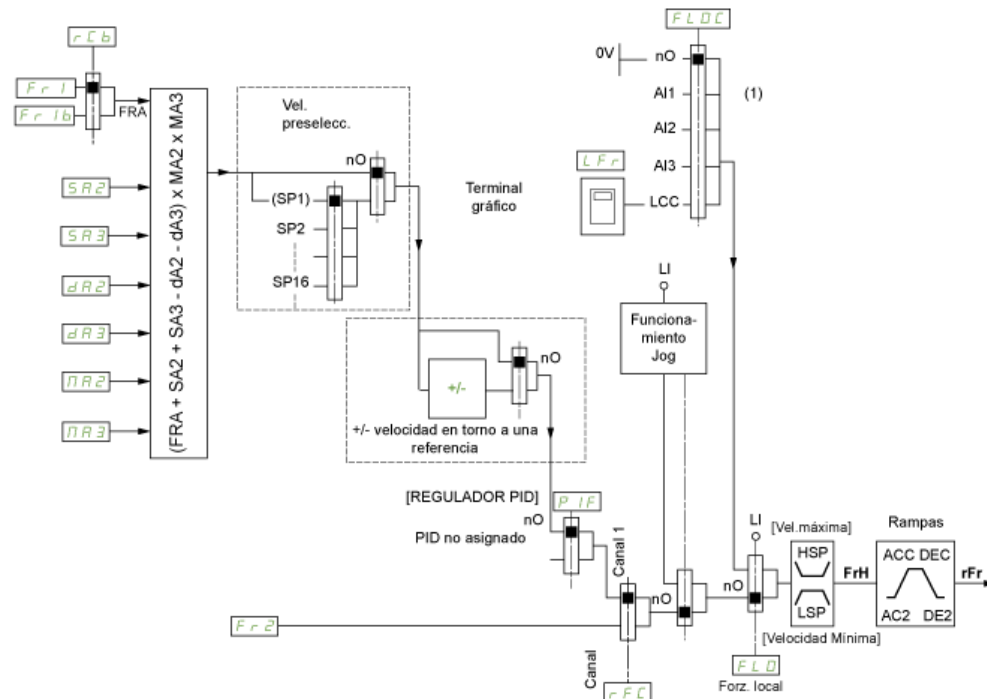 rCb
Fr1
Fr1b
FRA
SA2
SA3
dA2
dA3
MA2
MA3
(FRA + SA2 + SA3 - dA2 - dA3) x MA2 x MA3
Vel.
preselecc.
nO
(SP1)
SP2
SP16
+/-
nO
+/- velocidad en torno a una
referencia
Terminal
gráfico
FLOC
0V
nO
AI1
AI2
AI3
LCC
(1)
LFr
LI
Funciona-
miento
Jog
[REGULADOR PID]
PIF
nO
PID no asignado
Canal 1
Fr2
Canal
rFC
nO
nO
LI
FLO
Forz. local
[Vel.máxima]
HSP
LSP
[Velocidad Mínima]
FrH
Rampas
ACC DEC
AC2 DE2
rFr